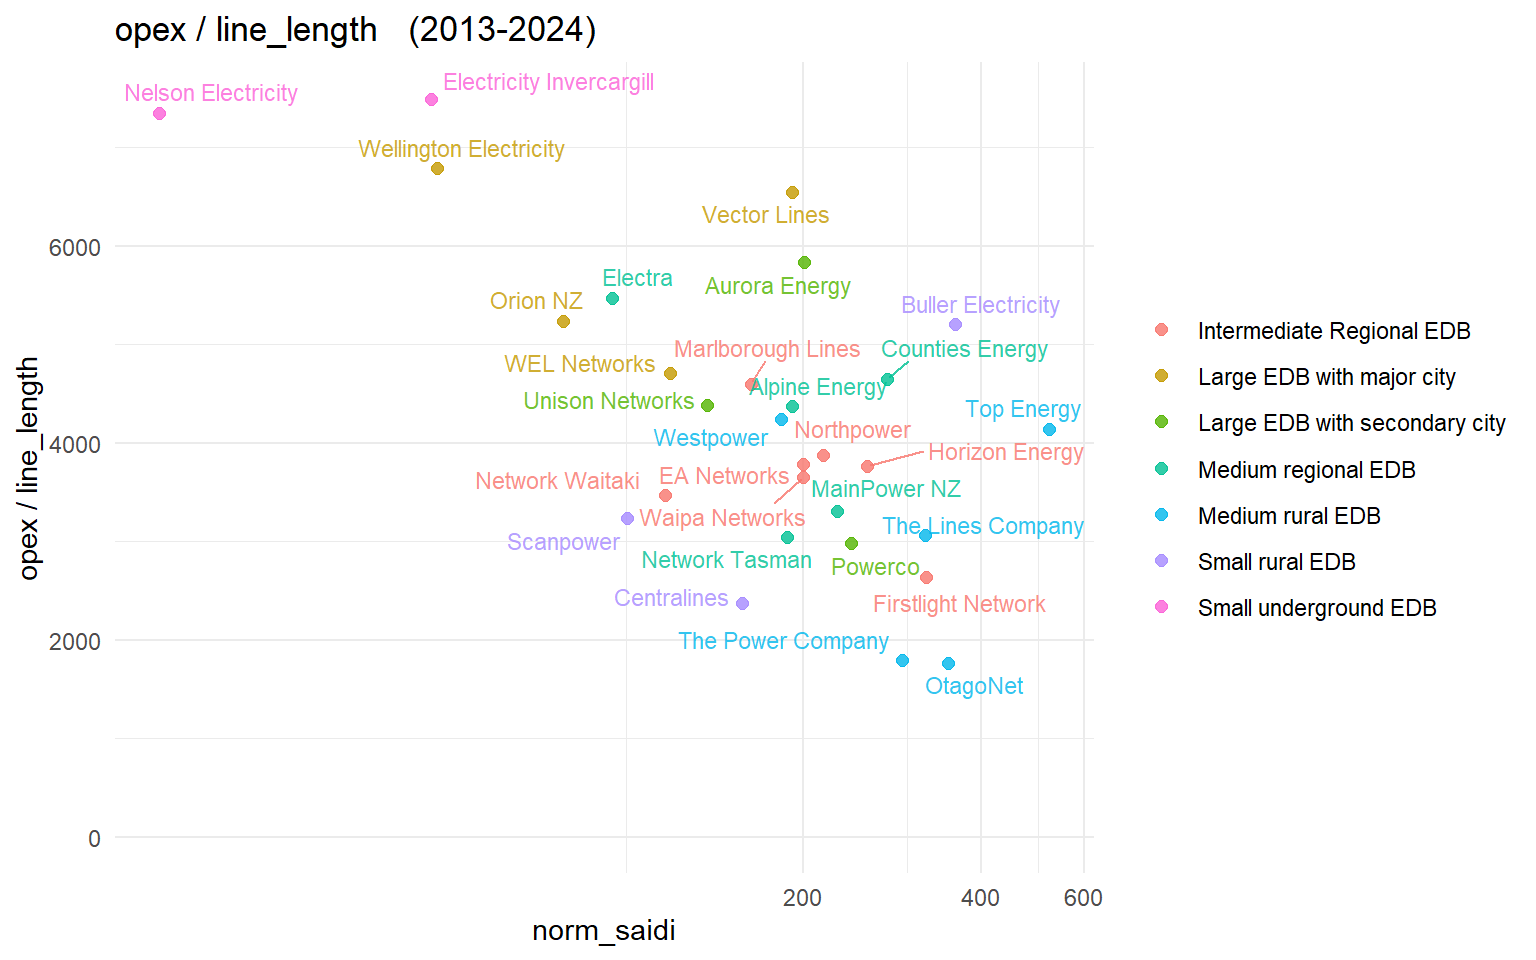 opex / line_length (2013-2024)
Electricity Invercargill
Nelson Electricity
Wellington Electricity
Vector Lines
6000
Electra
Aurora Energy
Orion NZ
Buller Electricity
Marlborough Lines
Counties Energy
WEL Networks
Alpine Energy
Unison Networks
Top Energy
Northpower
Westpower
4000
Horizon Energy
EA Networks
Network Waitaki
MainPower NZ
Waipa Networks
The Lines Company
Scanpower
Network Tasman
Powerco
Centralines
Firstlight Network
2000
The Power Company
OtagoNet
0
opex / line_length
200
400
600
norm_saidi
Intermediate Regional EDB
Large EDB with major city
Large EDB with secondary city
Medium regional EDB
Medium rural EDB
Small rural EDB
Small underground EDB